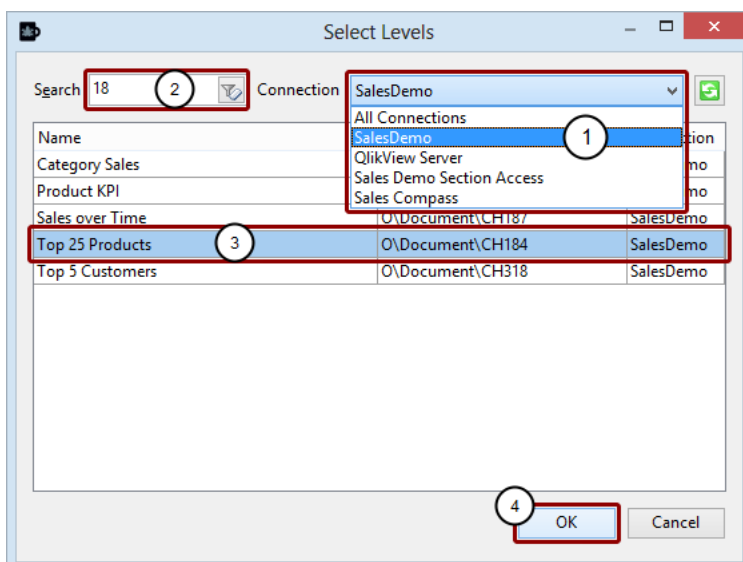 Select Levels
Search 18 2 Connection SalesDemo
All Connections
SalesDemo 1
QlikView Server
Sales Demo Section Access
Sales Compass
Name
Category Sales
Product KPI
Sales over Time O\Document\CH187 SalesDemo
Top 25 Products 3 O\Document\CH184 SalesDemo
Top 5 Customers O\Document\CH318 SalesDemo
4 OK Cancel